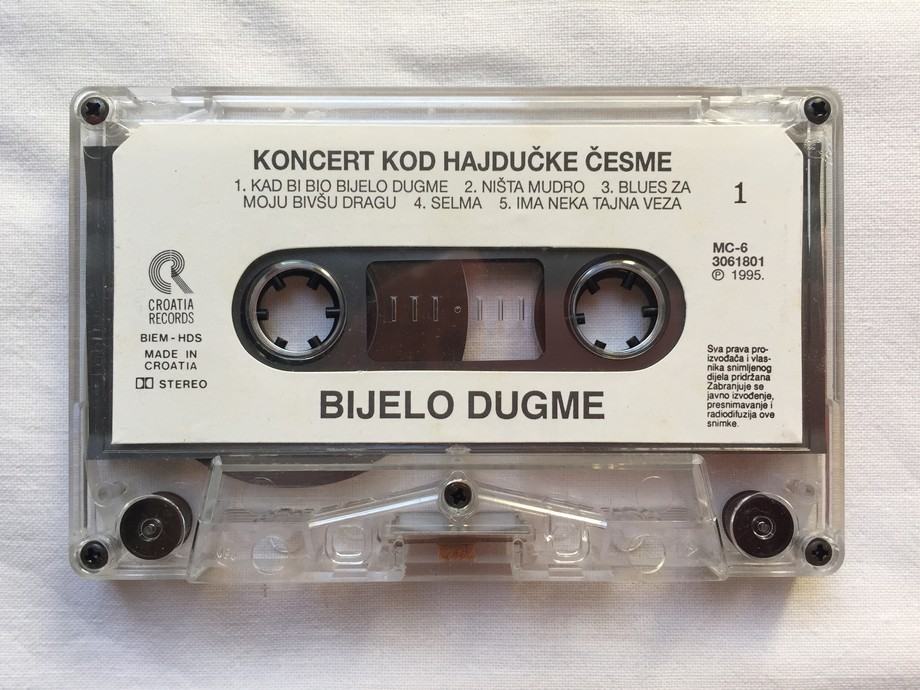 KONCERT KOD HAJDUČKE ČESME
1. KAD BI BIO BIJELO DUGME 2. NIŠTA MUDRO 3. BLUES ZA
MOJU BIVŠU DRAGU 4. SELMA 5. IMA NEKA TAJNA VEZA
1
MC-6
3061801
℗ 1995.
CROATIA
RECORDS
BIEM - HDS
MADE IN
CROATIA
STEREO
BIJELO DUGME
Sva prava pro-
izvođača i vlas-
nika snimljenog
dijela pridržana
Zabranjuje se
javno izvođenje,
presnimavanje i
radiodifuzija ove
snimke.